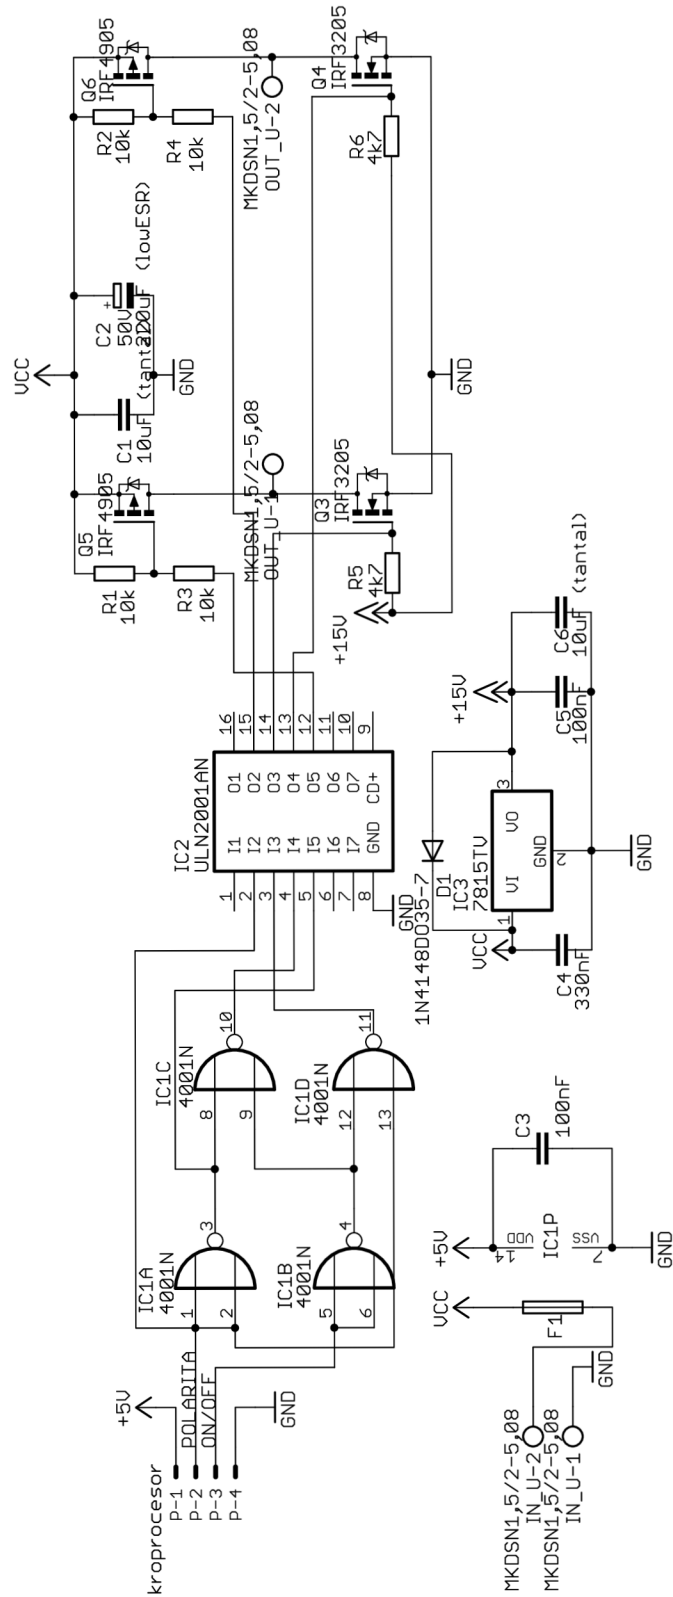 VCC
Q6
IRF4905
R2
10k
R4
10k
MKDSN1,5/2-5,08
OUT_U-2
Q4
IRF3205
R6
4k7
C2
50V
220uF (lowESR)
+
C1
10uF (tantal)
GND
GND
Q5
IRF4905
R1
10k
R3
10k
MKDSN1,5/2-5,08
OUT_U-1
Q3
IRF3205
R5
4k7
+15V
IC2
ULN2001AN
16
15
14
13
12
11
10
9
O1
O2
O3
O4
O5
O6
O7
CD+
I1
I2
I3
I4
I5
I6
I7
GND
1
2
3
4
5
6
7
8
GND
+15V
C6
10uF (tantal)
C5
100nF
3
VO
GND
2
VI
1
D1
1N4148DO35-7
IC3
7815TV
VCC
C4
330nF
GND
IC1C
4001N
10
8
9
IC1D
4001N
11
12
13
IC1A
4001N
3
1
2
IC1B
4001N
4
5
6
C3
100nF
+5V
14
VDD
IC1P
VSS
7
GND
VCC
F1
GND
MKDSN1,5/2-5,08
IN_U-2
MKDSN1,5/2-5,08
IN_U-1
+5V
POLARITA
ON/OFF
GND
kroprocesor
P-1
P-2
P-3
P-4